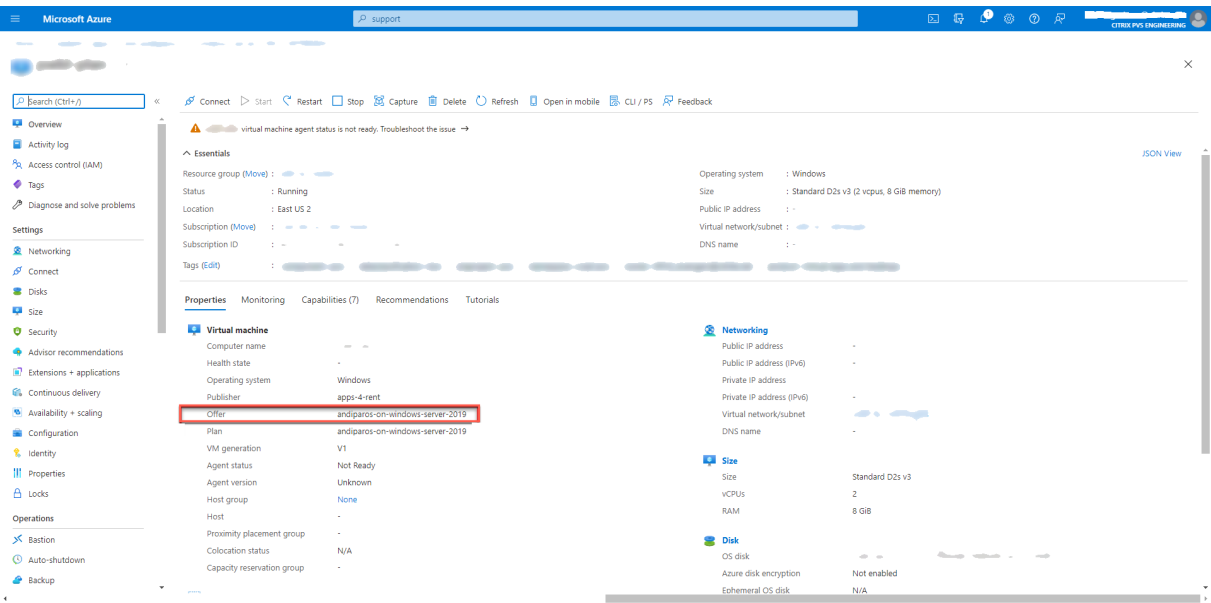 Microsoft Azure
support
1
CITRIX PVS ENGINEERING
Search (Ctrl+/)
Overview
Activity log
Access control (IAM)
Tags
Diagnose and solve problems
Settings
Networking
Connect
Disks
Size
Security
Advisor recommendations
Extensions + applications
Continuous delivery
Availability + scaling
Configuration
Identity
Properties
Locks
Operations
Bastion
Auto-shutdown
Backup
Connect Start Restart Stop Capture Delete Refresh Open in mobile CLI / PS Feedback
virtual machine agent status is not ready. Troubleshoot the issue →
Essentials
JSON View
Resource group (Move) :
Status : Running
Location : East US 2
Subscription (Move) :
Subscription ID :
Tags (Edit) :
Operating system : Windows
Size : Standard D2s v3 (2 vcpus, 8 GiB memory)
Public IP address : -
Virtual network/subnet :
DNS name : -
Properties Monitoring Capabilities (7) Recommendations Tutorials
Virtual machine
Computer name
Health state -
Operating system Windows
Publisher apps-4-rent
Offer andiparos-on-windows-server-2019
Plan andiparos-on-windows-server-2019
VM generation V1
Agent status Not Ready
Agent version Unknown
Host group None
Host -
Proximity placement group -
Colocation status N/A
Capacity reservation group -
Networking
Public IP address -
Public IP address (IPv6) -
Private IP address
Private IP address (IPv6) -
Virtual network/subnet
DNS name -
Size
Size Standard D2s v3
vCPUs 2
RAM 8 GiB
Disk
OS disk
Azure disk encryption Not enabled
Ephemeral OS disk N/A